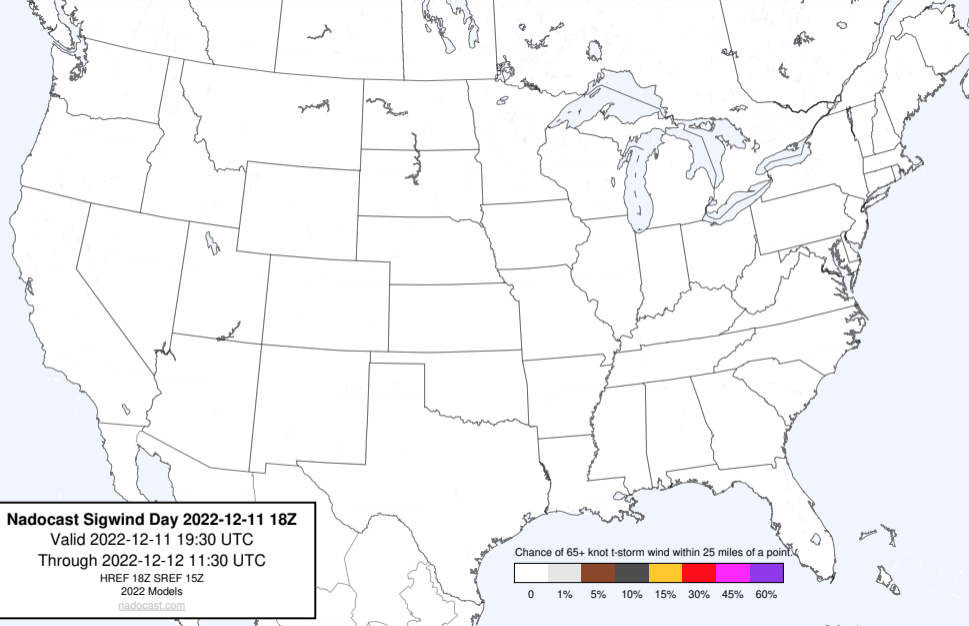 Nadocast Sigwind Day 2022-12-11 18Z
Valid 2022-12-11 19:30 UTC
Through 2022-12-12 11:30 UTC
HREF 18Z SREF 15Z
2022 Models
nadocast.com
Chance of 65+ knot t-storm wind within 25 miles of a point.
0 1% 5% 10% 15% 30% 45% 60%